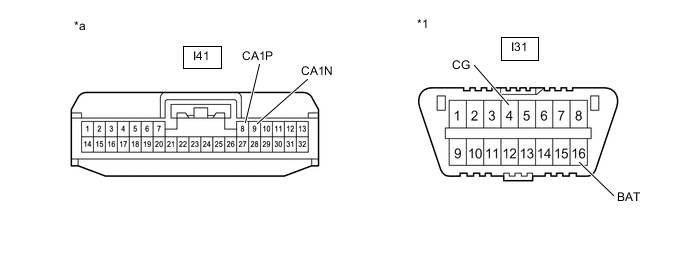 *a
*1
I41
CA1P
I31
CA1N
CG
1 2 3 4 5 6 7 8 9 10 11 12 13
14 15 16 17 18 19 20 21 22 23 24 25 26 27 28 29 30 31 32
1 2 3 4 5 6 7 8
9 10 11 12 13 14 15 16
BAT